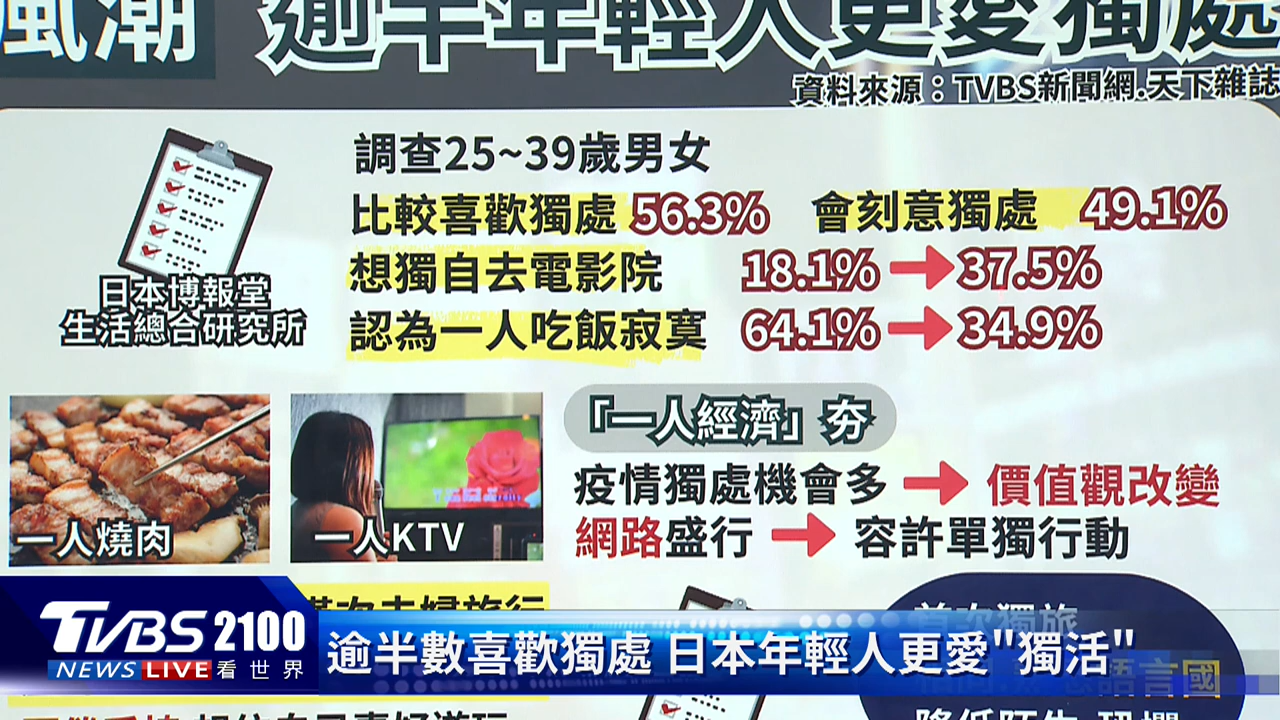 風潮 逾半年輕人更愛獨處
資料來源：TVBS新聞網.天下雜誌
調查25~39歲男女
比較喜歡獨處 56.3% 會刻意獨處 49.1%
想獨自去電影院 18.1% → 37.5%
認為一人吃飯寂寞 64.1% → 34.9%
日本博報堂
生活總合研究所
一人燒肉
一人KTV
「一人經濟」夯
疫情獨處機會多 → 價值觀改變
網路盛行 → 容許單獨行動
首次獨旅
TVBS 2100
NEWS LIVE 看世界
逾半數喜歡獨處 日本年輕人更愛"獨活"
語言國